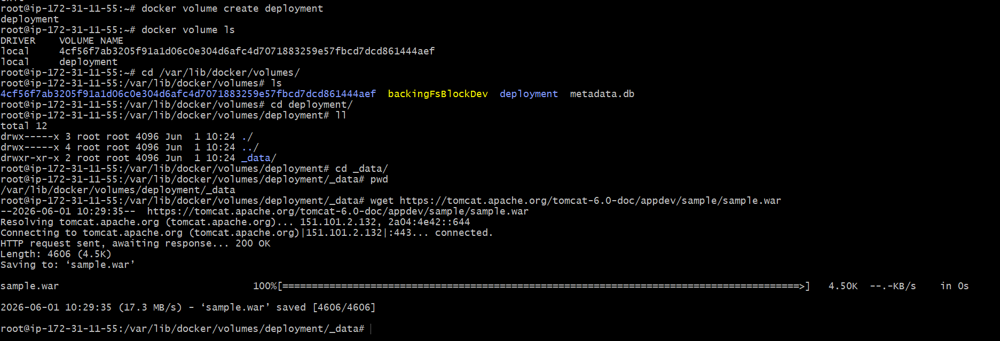 root@ip-172-31-11-55:~# docker volume create deployment
deployment
root@ip-172-31-11-55:~# docker volume ls
DRIVER    VOLUME NAME
local     4cf56f7ab3205f91a1d06c0e304d6afc4d7071883259e57fbcd7dcd861444aef
local     deployment
root@ip-172-31-11-55:~# cd /var/lib/docker/volumes/
root@ip-172-31-11-55:/var/lib/docker/volumes# ls
4cf56f7ab3205f91a1d06c0e304d6afc4d7071883259e57fbcd7dcd861444aef  backingFsBlockDev  deployment  metadata.db
root@ip-172-31-11-55:/var/lib/docker/volumes# cd deployment/
root@ip-172-31-11-55:/var/lib/docker/volumes/deployment# ll
total 12
drwx-----x 3 root root 4096 Jun  1 10:24 ./
drwx-----x 4 root root 4096 Jun  1 10:24 ../
drwxr-xr-x 2 root root 4096 Jun  1 10:24 _data/
root@ip-172-31-11-55:/var/lib/docker/volumes/deployment# cd _data/
root@ip-172-31-11-55:/var/lib/docker/volumes/deployment/_data# pwd
/var/lib/docker/volumes/deployment/_data
root@ip-172-31-11-55:/var/lib/docker/volumes/deployment/_data# wget https://tomcat.apache.org/tomcat-6.0-doc/appdev/sample/sample.war
--2026-06-01 10:29:35--  https://tomcat.apache.org/tomcat-6.0-doc/appdev/sample/sample.war
Resolving tomcat.apache.org (tomcat.apache.org)... 151.101.2.132, 2a04:4e42::644
Connecting to tomcat.apache.org (tomcat.apache.org)|151.101.2.132|:443... connected.
HTTP request sent, awaiting response... 200 OK
Length: 4606 (4.5K)
Saving to: ‘sample.war’
sample.war                                 100%[========================================================================================>]   4.50K  --.-KB/s    in 0s
2026-06-01 10:29:35 (17.3 MB/s) - ‘sample.war’ saved [4606/4606]
root@ip-172-31-11-55:/var/lib/docker/volumes/deployment/_data#